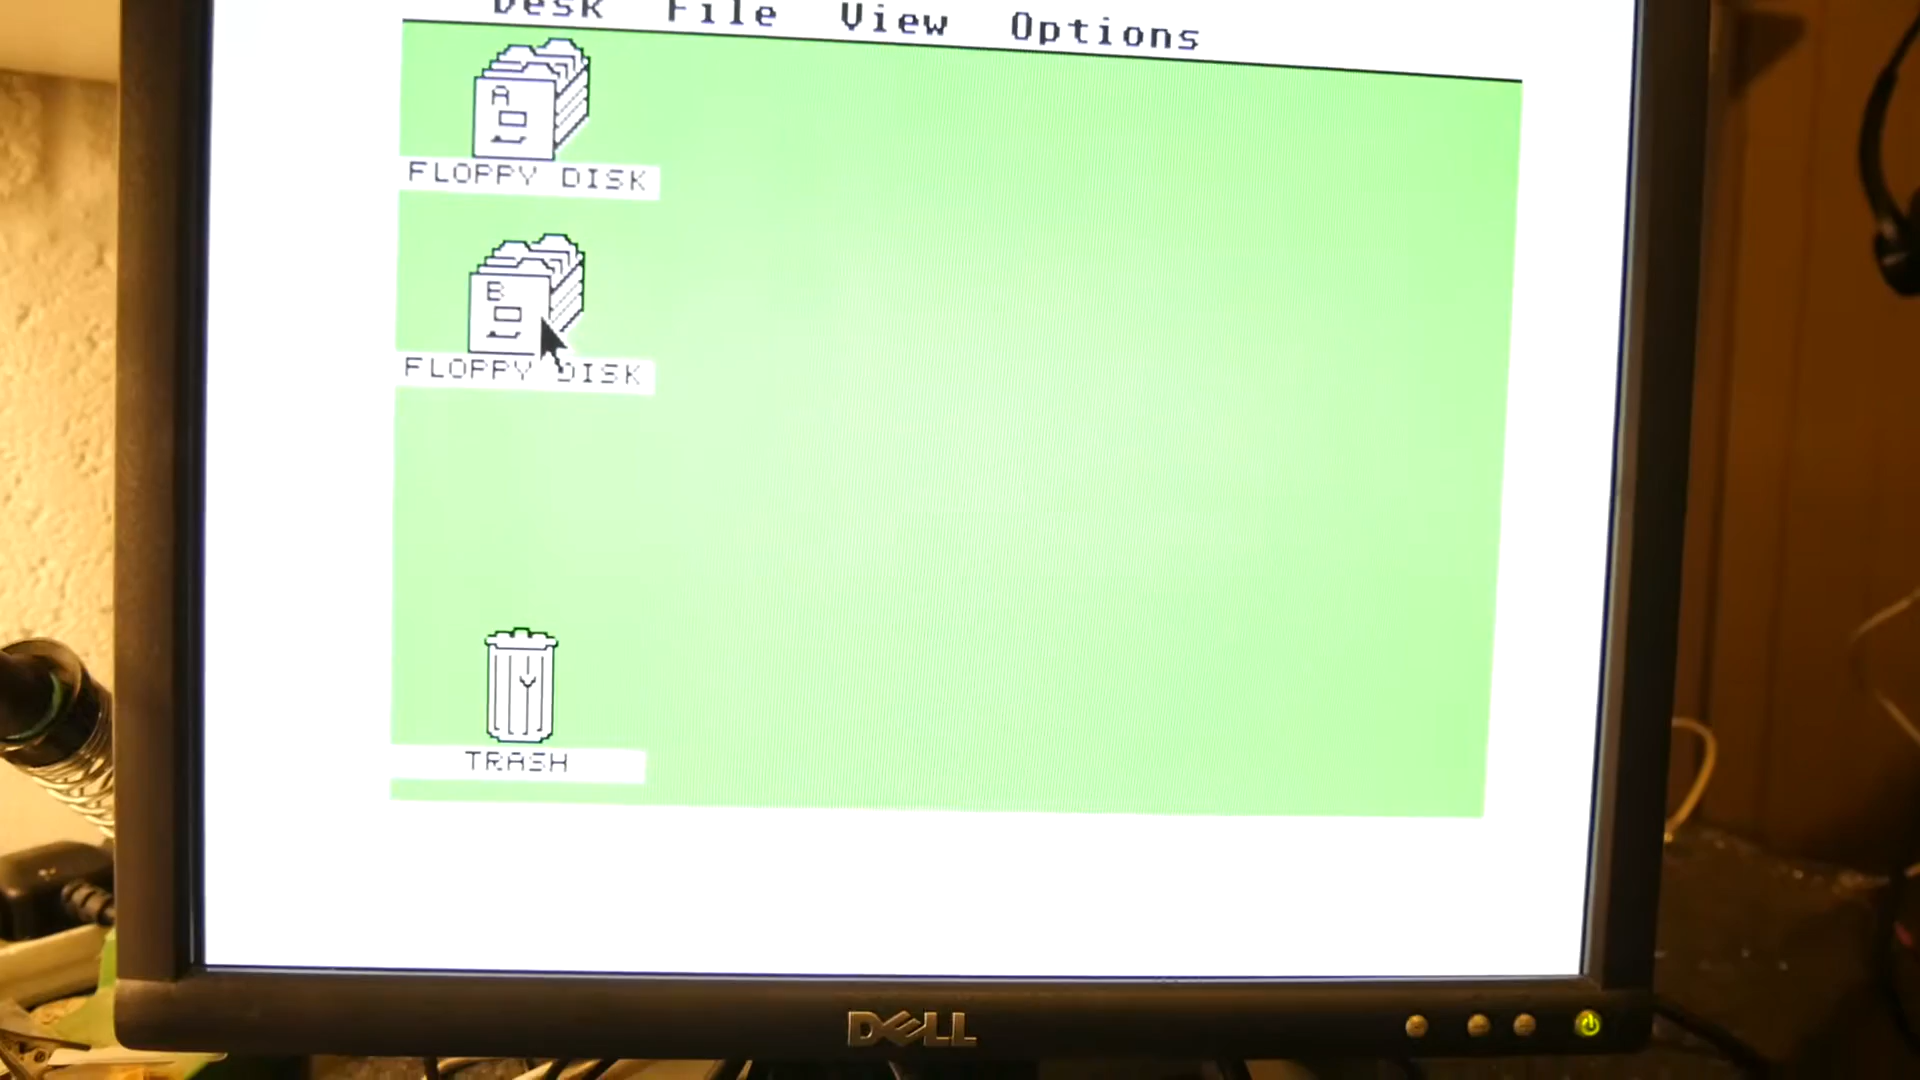 Desk File View Options
A
FLOPPY DISK
B
FLOPPY DISK
TRASH
DELL